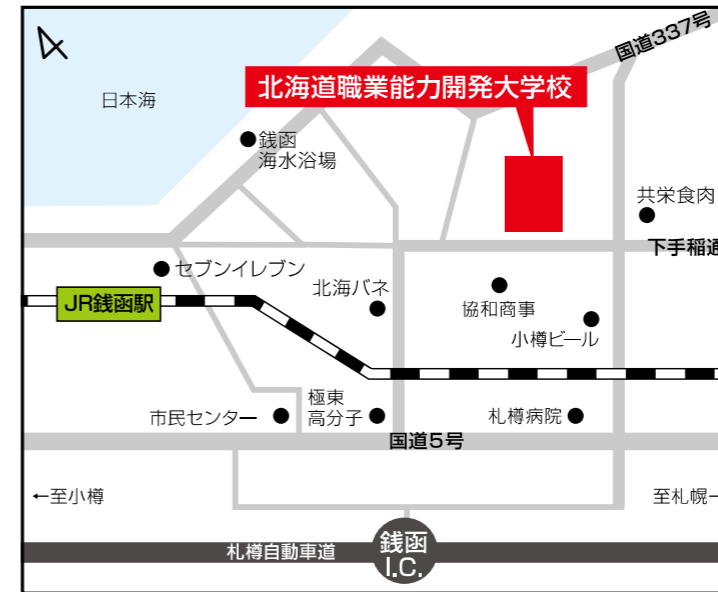 国道337号
日本海
北海道職業能力開発大学校
銭函
海水浴場
共栄食肉
下手稲通
セブンイレブン
北海バネ
JR銭函駅
協和商事
小樽ビール
極東
高分子
市民センター
札樽病院
国道5号
←至小樽
至札幌
札樽自動車道
銭函
I.C.